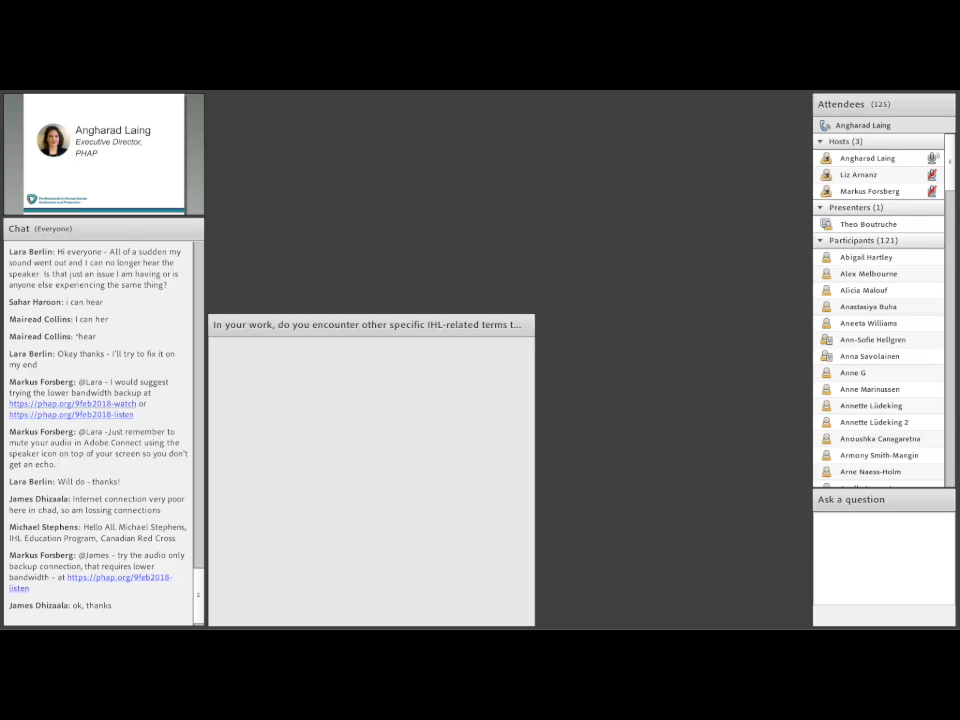 Angharad Laing
Executive Director,
PHAP
Professionals in Humanitarian
Assistance and Protection
Chat (Everyone)
Lara Berlin: Hi everyone - All of a sudden my
sound went out and I can no longer hear the
speaker. Is that just an issue I am having or is
anyone else experiencing the same thing?
Sahar Haroon: i can hear
Mairead Collins: I can her
Mairead Collins: *hear
Lara Berlin: Okay thanks - I'll try to fix it on
my end
Markus Forsberg: @Lara - I would suggest
trying the lower bandwidth backup at
https://phap.org/9feb2018-watch or
https://phap.org/9feb2018-listen
Markus Forsberg: @Lara -Just remember to
mute your audio in Adobe Connect using the
speaker icon on top of your screen so you don't
get an echo.
Lara Berlin: Will do - thanks!
James Dhizaala: Internet connection very poor
here in chad, so am lossing connections
Michael Stephens: Hello All. Michael Stephens,
IHL Education Program, Canadian Red Cross
Markus Forsberg: @James - try the audio only
backup connection, that requires lower
bandwidth - at https://phap.org/9feb2018-
listen
James Dhizaala: ok, thanks
In your work, do you encounter other specific IHL-related terms t...
Attendees (125)
Angharad Laing
Hosts (3)
Angharad Laing
Liz Arnanz
Markus Forsberg
Presenters (1)
Theo Boutruche
Participants (121)
Abigail Hartley
Alex Melbourne
Alicia Malouf
Anastasiya Buha
Aneeta Williams
Ann-Sofie Hellgren
Anna Savolainen
Anne G
Anne Marinussen
Annette Lüdeking
Annette Lüdeking 2
Anoushka Canagaretna
Armony Smith-Mangin
Arne Naess-Holm
Ask a question